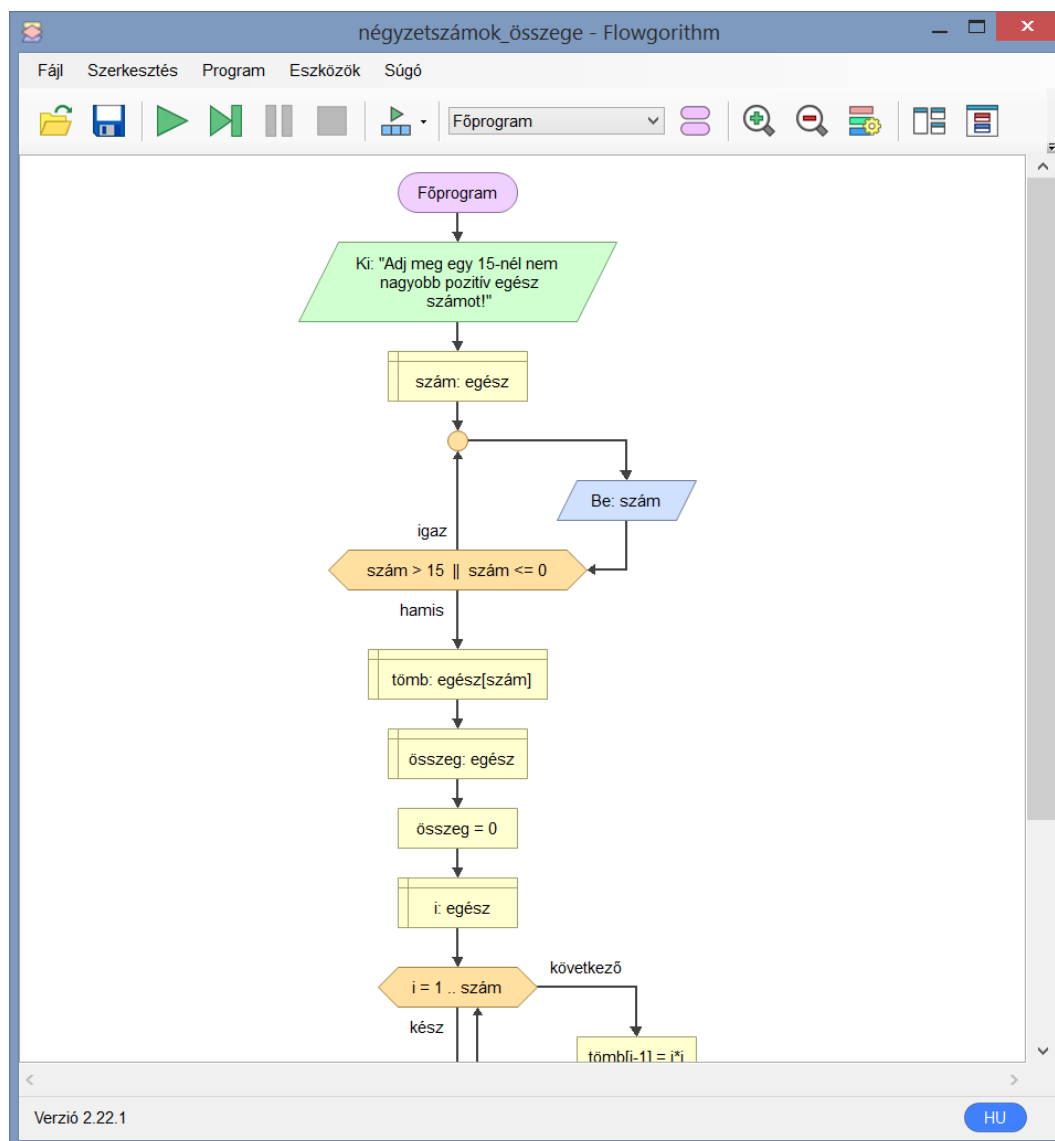 négyzetszámok_összege - Flowgorithm
Fájl Szerkesztés Program Eszközök Súgó
Főprogram
Főprogram
Ki: "Adj meg egy 15-nél nem
nagyobb pozitív egész
számot!"
szám: egész
Be: szám
igaz
szám > 15 || szám <= 0
hamis
tömb: egész[szám]
összeg: egész
összeg = 0
i: egész
következő
i = 1 .. szám
kész
tömb[i-1] = i*i
Verzió 2.22.1
HU